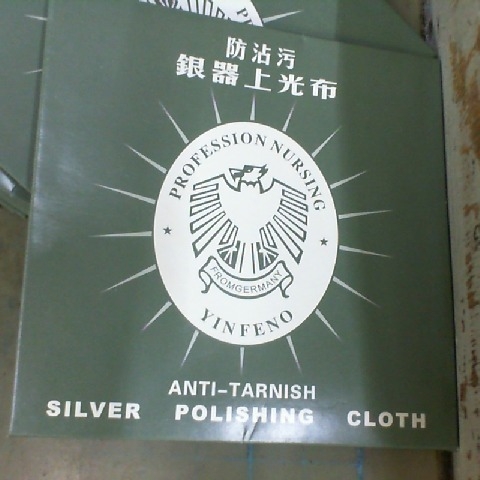 防沾污
銀器上光布
PROFESSION NURSING
FROMGERMANY
YINFENO
ANTI-TARNISH
SILVER POLISHING CLOTH